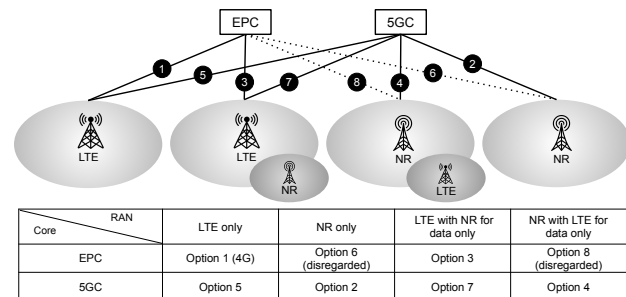 EPC
5GC
1
5
3
7
8
4
6
2
LTE
LTE
NR
NR
NR
LTE
RAN
Core
LTE only
NR only
LTE with NR for
data only
NR with LTE for
data only
EPC
Option 1 (4G)
Option 6
(disregarded)
Option 3
Option 8
(disregarded)
5GC
Option 5
Option 2
Option 7
Option 4